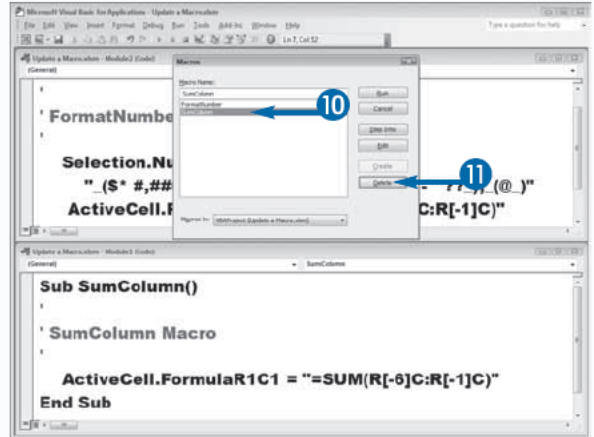 Microsoft Visual Basic for Applications - Update a Macro.xlsm
File Edit View Insert Format Debug Run Tools Add-Ins Window Help
Type a question for help
Ln 7, Col 52
Update a Macro.xlsm - Module2 (Code)
(General)
'
' FormatNumbe
Selection.Nu
"_($* #,## ??_);_(@_)"
ActiveCell.F C:R[-1]C)"
Macros
Macro Name:
SumColumn
FormatNumber
SumColumn
10
Run
Cancel
Step Into
Edit
Create
Delete
11
Macros In: VBAProject (Update a Macro.xlsm)
Update a Macro.xlsm - Module1 (Code)
(General) SumColumn
Sub SumColumn()
'
' SumColumn Macro
'
ActiveCell.FormulaR1C1 = "=SUM(R[-6]C:R[-1]C)"
End Sub